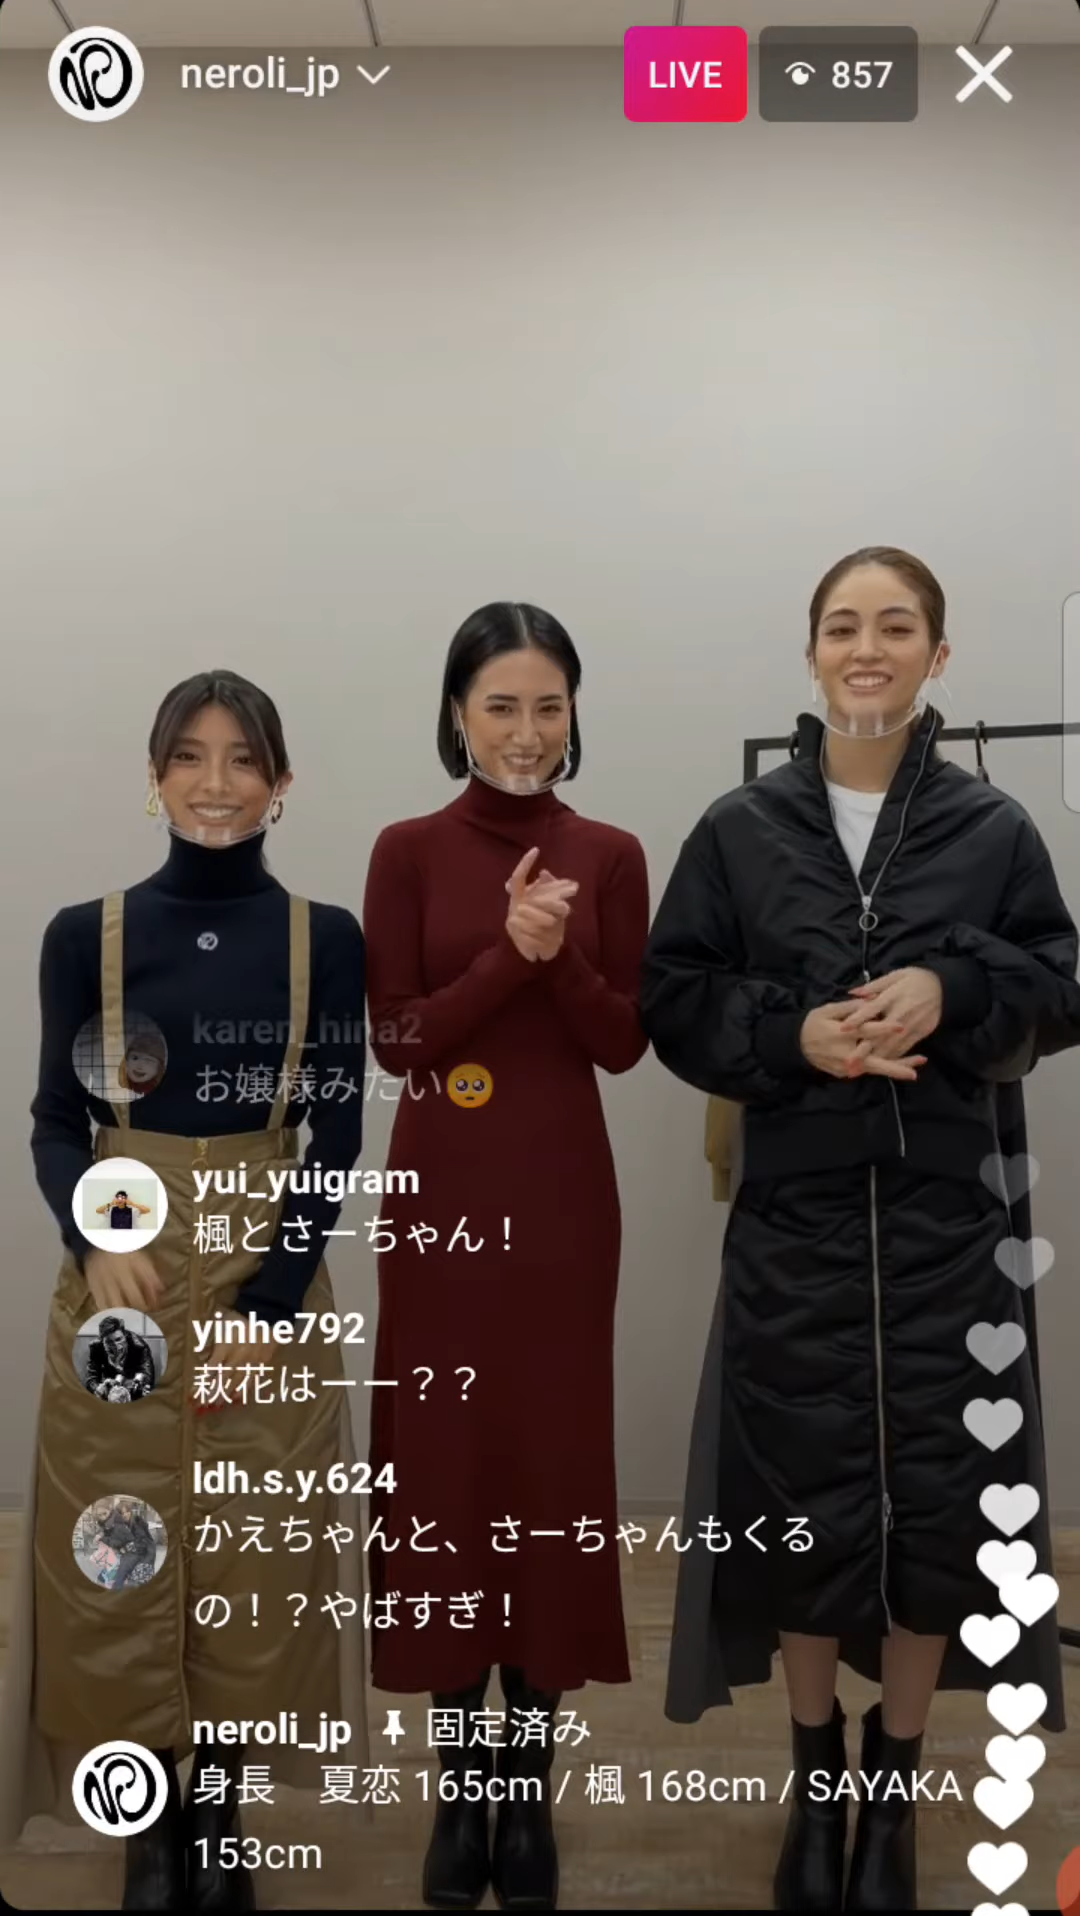 neroli_jp
LIVE
857
karen_hina2
お嬢様みたい🥺
yui_yuigram
楓とさーちゃん！
yinhe792
萩花はーー？？
ldh.s.y.624
かえちゃんと、さーちゃんもくる
の！？やばすぎ！
neroli_jp 固定済み
身長　夏恋 165cm / 楓 168cm / SAYAKA
153cm